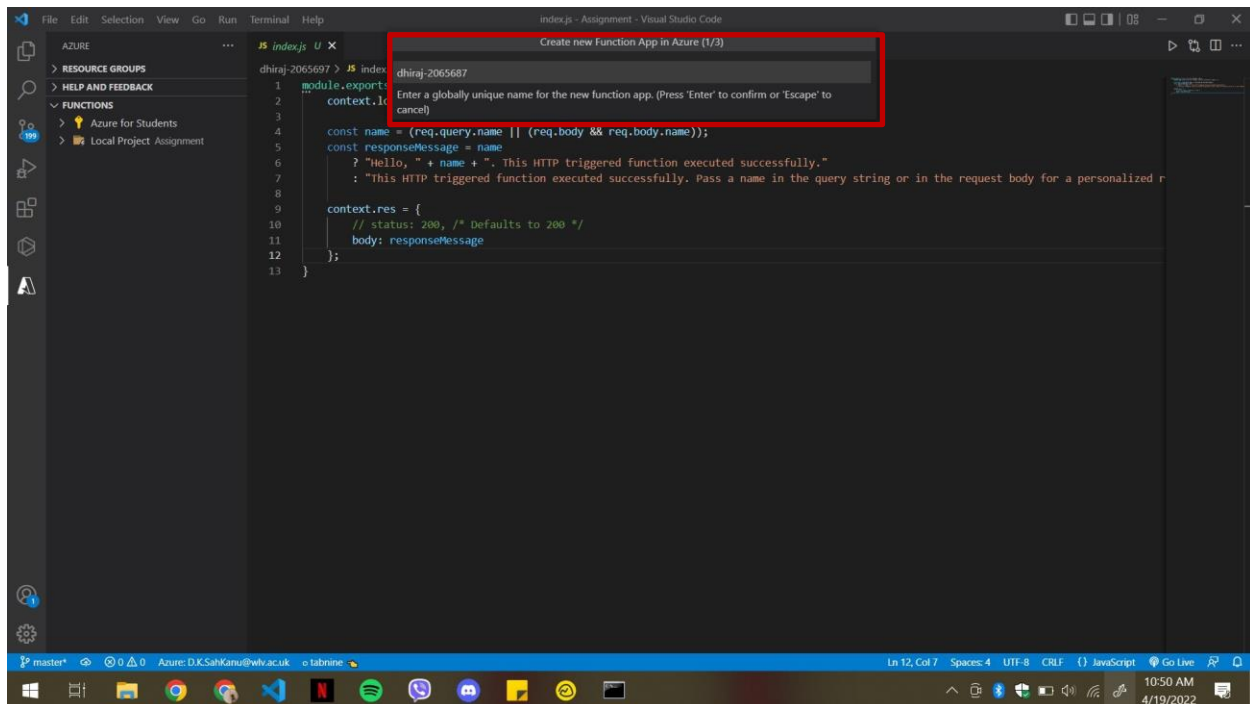 File Edit Selection View Go Run Terminal Help
index.js - Assignment - Visual Studio Code
AZURE
RESOURCE GROUPS
HELP AND FEEDBACK
FUNCTIONS
Azure for Students
Local Project Assignment
199
JS index.js U
dhiraj-2065697 > JS index
Create new Function App in Azure (1/3)
dhiraj-2065687
Enter a globally unique name for the new function app. (Press 'Enter' to confirm or 'Escape' to
cancel)
1 module.exports
2 context.lo
3
4 const name = (req.query.name || (req.body && req.body.name));
5 const responseMessage = name
6 ? "Hello, " + name + ". This HTTP triggered function executed successfully."
7 : "This HTTP triggered function executed successfully. Pass a name in the query string or in the request body for a personalized r
8
9 context.res = {
10 // status: 200, /* Defaults to 200 */
11 body: responseMessage
12 };
13 }
1
master* 0 0 Azure: D.K.SahKanu@wlv.ac.uk tabnine
Ln 12, Col 7 Spaces: 4 UTF-8 CRLF {} JavaScript Go Live
10:50 AM
4/19/2022